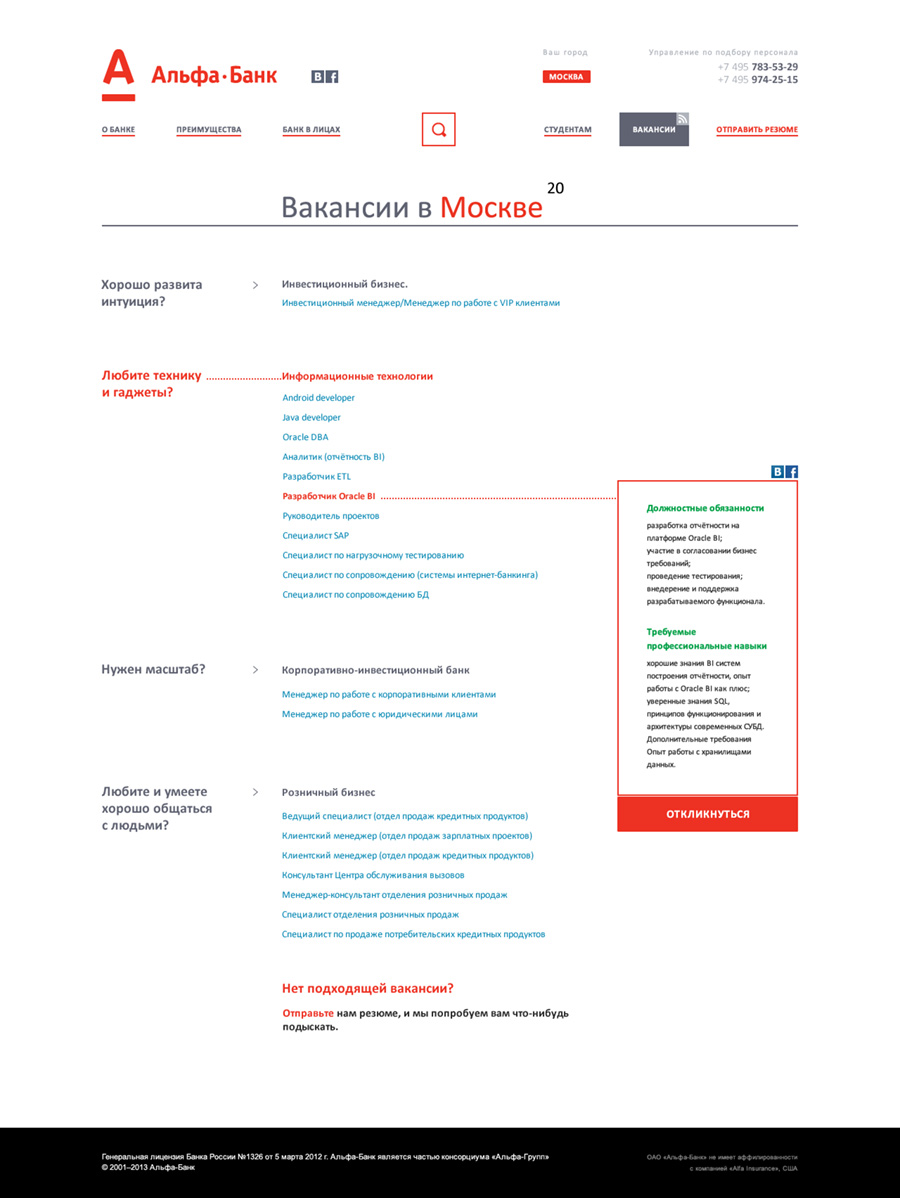 Альфа·Банк
В f
Ваш город
МОСКВА
Управление по подбору персонала
+7 495 783-53-29
+7 495 974-25-15
О БАНКЕ
ПРЕИМУЩЕСТВА
БАНК В ЛИЦАХ
СТУДЕНТАМ
ВАКАНСИИ
ОТПРАВИТЬ РЕЗЮМЕ
Вакансии в Москве 20
Хорошо развита
интуиция?
Инвестиционный бизнес.
Инвестиционный менеджер/Менеджер по работе с VIP клиентами
Любите технику
и гаджеты?
Информационные технологии
Android developer
Java developer
Oracle DBA
Аналитик (отчётность BI)
Разработчик ETL
Разработчик Oracle BI
Руководитель проектов
Специалист SAP
Специалист по нагрузочному тестированию
Специалист по сопровождению (системы интернет-банкинга)
Специалист по сопровождению БД
В f
Должностные обязанности
разработка отчётности на
платформе Oracle BI;
участие в согласовании бизнес
требований;
проведение тестирования;
внедерение и поддержка
разрабатываемого функционала.
Требуемые
профессиональные навыки
хорошие знания BI систем
построения отчётности, опыт
работы с Oracle BI как плюс;
уверенные знания SQL,
принципов функционирования и
архитектуры современных СУБД.
Дополнительные требования
Опыт работы с хранилищами
данных.
ОТКЛИКНУТЬСЯ
Нужен масштаб?
Корпоративно-инвестиционный банк
Менеджер по работе с корпоративными клиентами
Менеджер по работе с юридическими лицами
Любите и умеете
хорошо общаться
с людьми?
Розничный бизнес
Ведущий специалист (отдел продаж кредитных продуктов)
Клиентский менеджер (отдел продаж зарплатных проектов)
Клиентский менеджер (отдел продаж кредитных продуктов)
Консультант Центра обслуживания вызовов
Менеджер-консультант отделения розничных продаж
Специалист отделения розничных продаж
Специалист по продаже потребительских кредитных продуктов
Нет подходящей вакансии?
Отправьте нам резюме, и мы попробуем вам что-нибудь
подыскать.
Генеральная лицензия Банка России №1326 от 5 марта 2012 г. Альфа-Банк является частью консорциума «Альфа-Групп»
© 2001–2013 Альфа-Банк
ОАО «Альфа-Банк» не имеет аффилированности
с компанией «Alfa Insurance», США